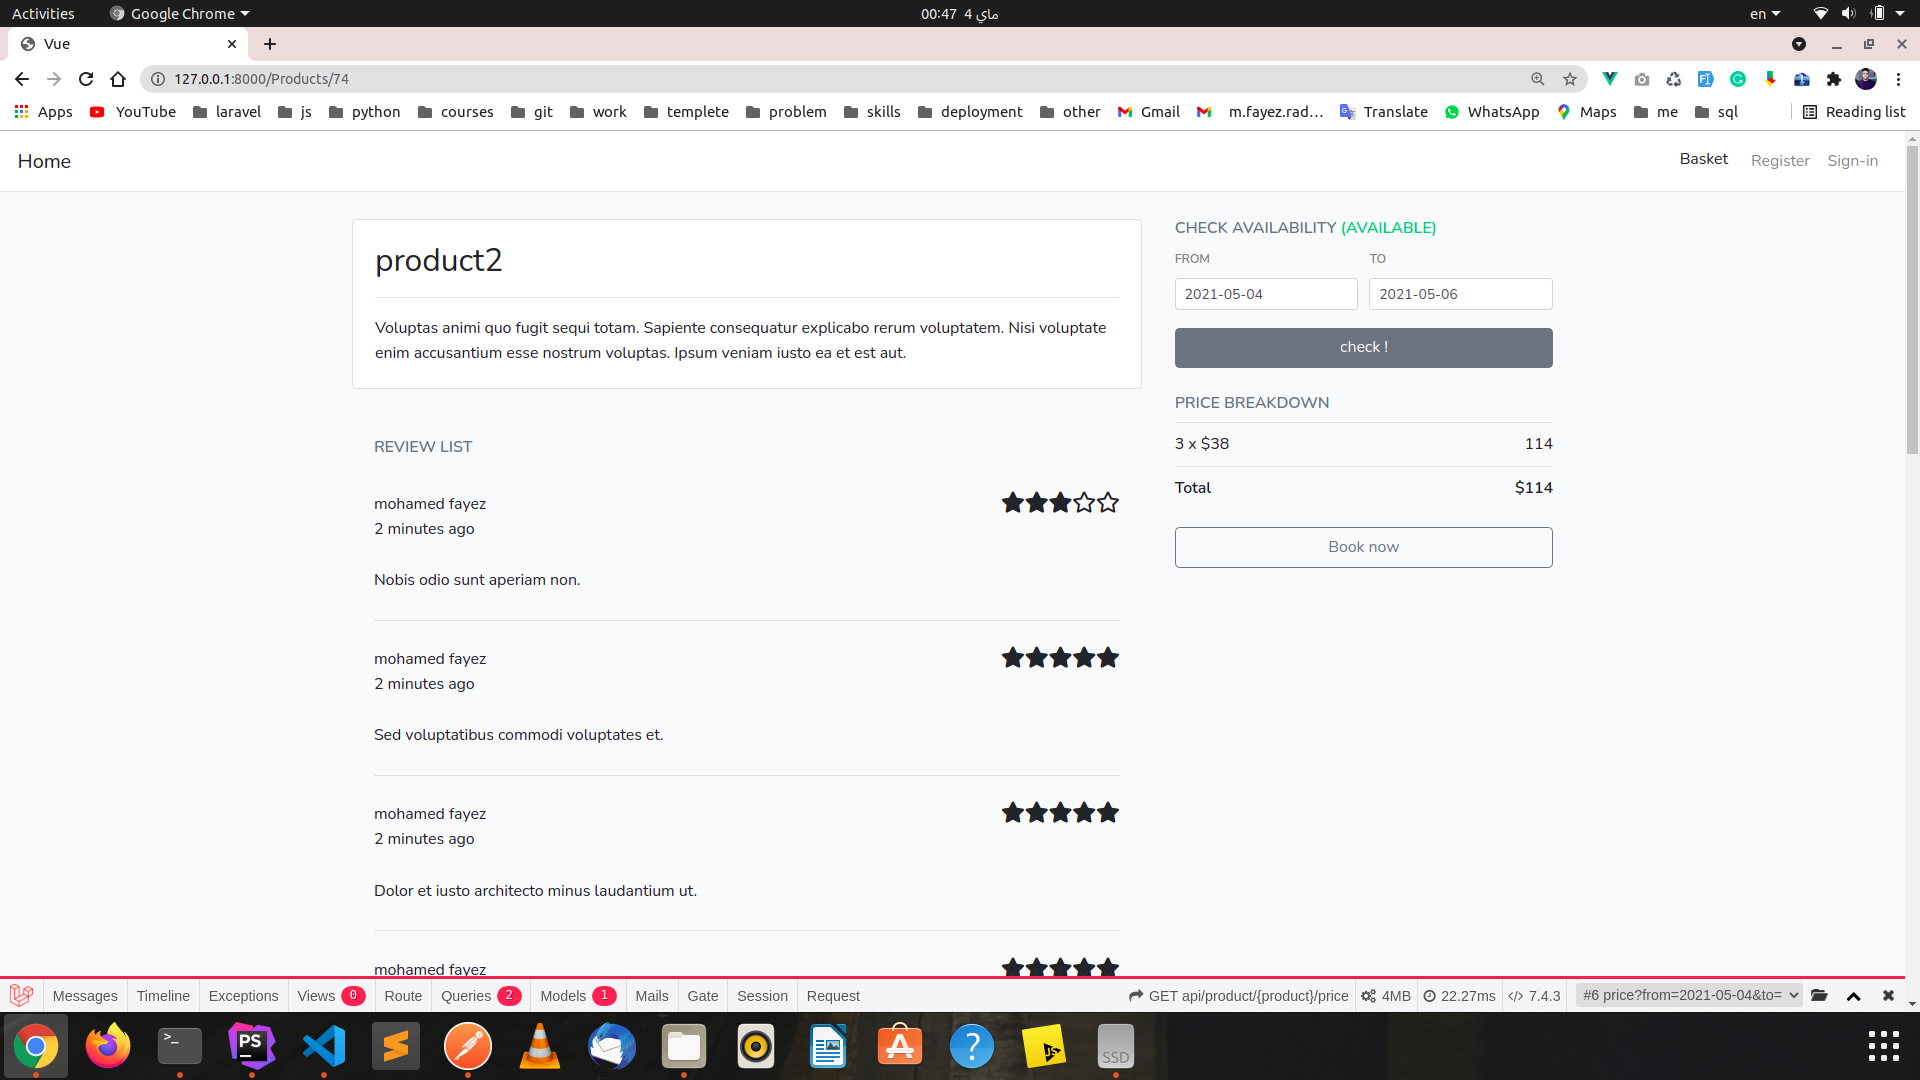 Activities Google Chrome 00:47 4 ماي en
Vue
127.0.0.1:8000/Products/74
Apps YouTube laravel js python courses git work templete problem skills deployment other Gmail m.fayez.rad... Translate WhatsApp Maps me sql Reading list
Home Basket Register Sign-in
product2
Voluptas animi quo fugit sequi totam. Sapiente consequatur explicabo rerum voluptatem. Nisi voluptate
enim accusantium esse nostrum voluptas. Ipsum veniam iusto ea et est aut.
CHECK AVAILABILITY (AVAILABLE)
FROM TO
2021-05-04 2021-05-06
check !
PRICE BREAKDOWN
3 x $38 114
Total $114
Book now
REVIEW LIST
mohamed fayez
2 minutes ago
Nobis odio sunt aperiam non.
mohamed fayez
2 minutes ago
Sed voluptatibus commodi voluptates et.
mohamed fayez
2 minutes ago
Dolor et iusto architecto minus laudantium ut.
mohamed fayez
Messages Timeline Exceptions Views 0 Route Queries 2 Models 1 Mails Gate Session Request GET api/product/{product}/price 4MB 22.27ms 7.4.3 #6 price?from=2021-05-04&to=
>_ PS S ? JS SSD